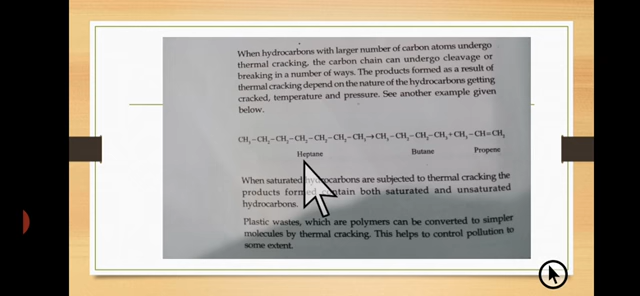 When hydrocarbons with larger number of carbon atoms undergo
thermal cracking, the carbon chain can undergo cleavage or
breaking in a number of ways. The products formed as a result of
thermal cracking depend on the nature of the hydrocarbons getting
cracked, temperature and pressure. See another example given
below.
CH₃-CH₂-CH₂-CH₂-CH₂-CH₂-CH₃→CH₃-CH₂-CH₂-CH₃+CH₃-CH=CH₂
Heptane Butane Propene
When saturated hydrocarbons are subjected to thermal cracking the
products formed contain both saturated and unsaturated
hydrocarbons.
Plastic wastes, which are polymers can be converted to simpler
molecules by thermal cracking. This helps to control pollution to
some extent.